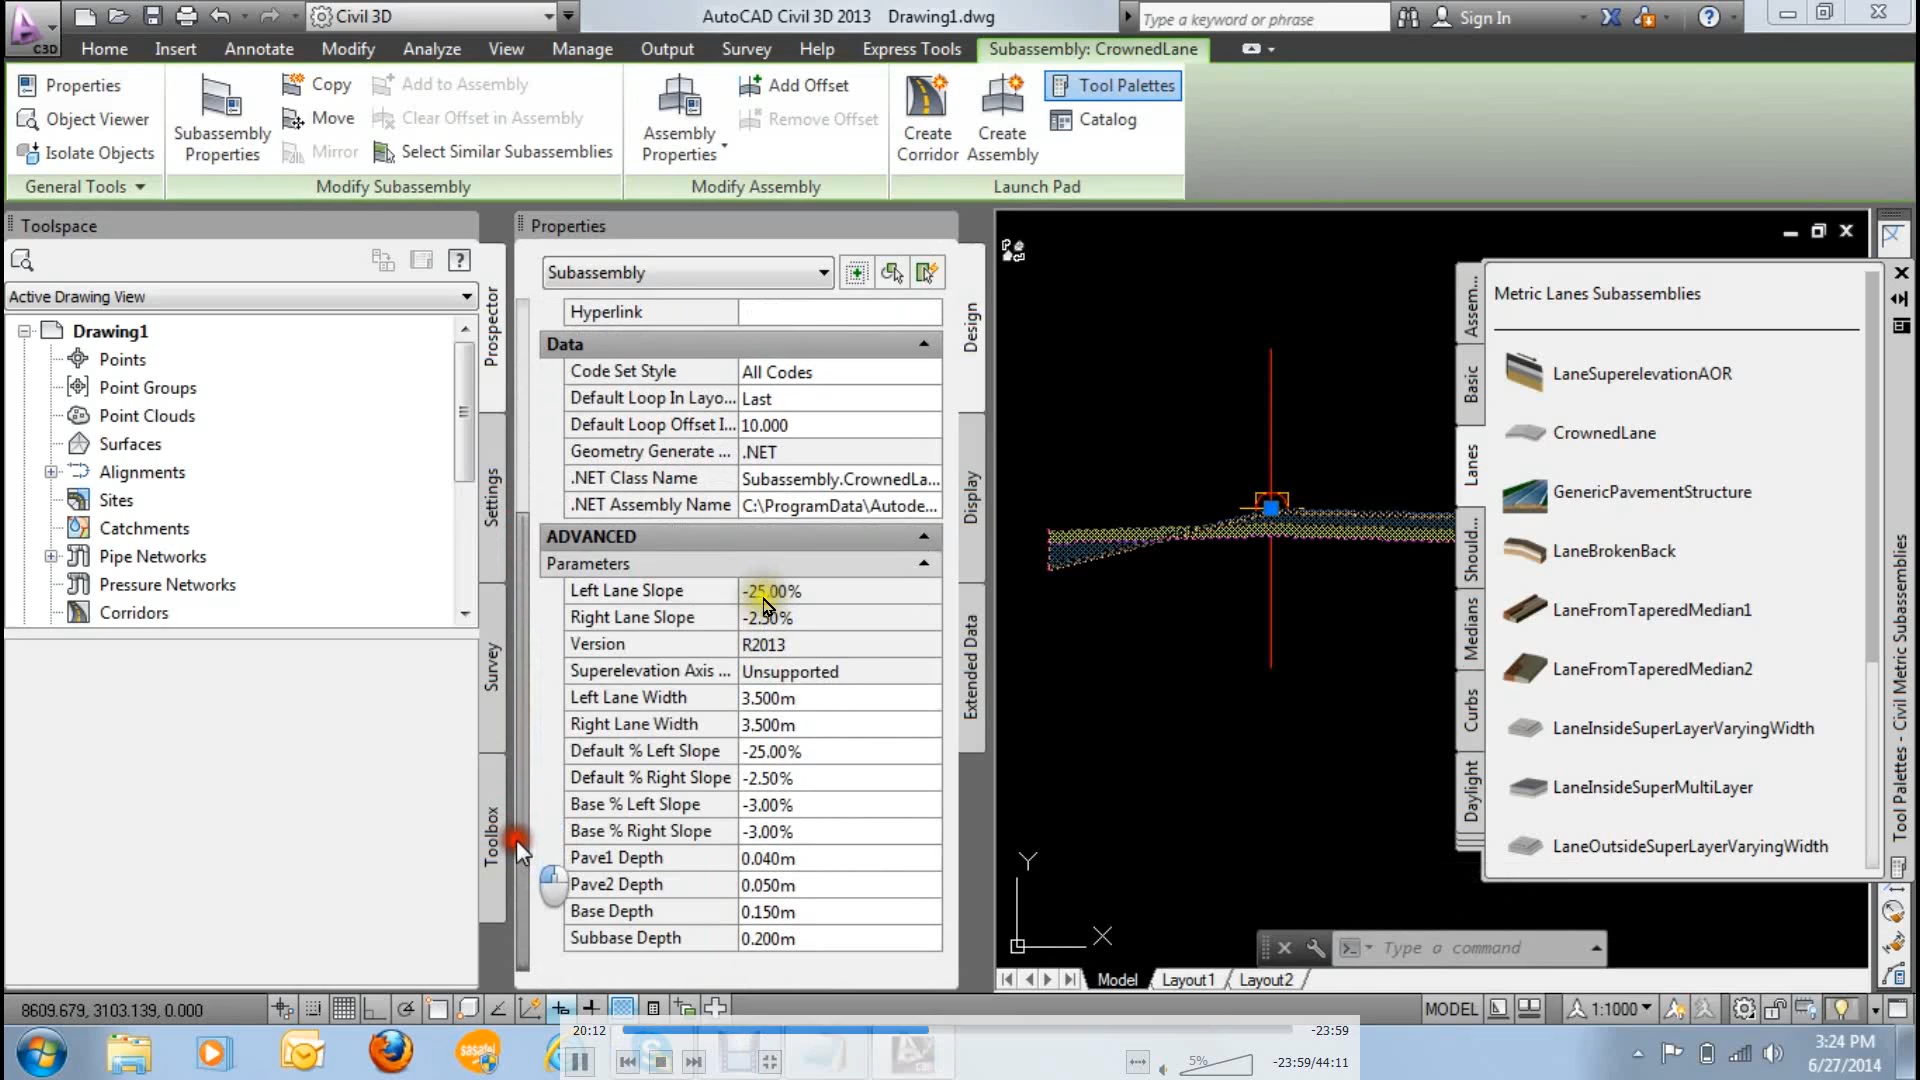 Civil 3D
AutoCAD Civil 3D 2013 Drawing1.dwg
Type a keyword or phrase
Sign In
C3D
Home Insert Annotate Modify Analyze View Manage Output Survey Help Express Tools Subassembly: CrownedLane
Properties
Object Viewer
Isolate Objects
General Tools
Subassembly
Properties
Copy
Move
Mirror
Add to Assembly
Clear Offset in Assembly
Select Similar Subassemblies
Modify Subassembly
Assembly
Properties
Add Offset
Remove Offset
Modify Assembly
Create
Corridor
Create
Assembly
Tool Palettes
Catalog
Launch Pad
Toolspace
Active Drawing View
Drawing1
Points
Point Groups
Point Clouds
Surfaces
Alignments
Sites
Catchments
Pipe Networks
Pressure Networks
Corridors
Prospector
Settings
Survey
Toolbox
Properties
Subassembly
Hyperlink
Data
Code Set Style All Codes
Default Loop In Layo... Last
Default Loop Offset I... 10.000
Geometry Generate ... .NET
.NET Class Name Subassembly.CrownedLa...
.NET Assembly Name C:\ProgramData\Autode...
ADVANCED
Parameters
Left Lane Slope -25.00%
Right Lane Slope -2.50%
Version R2013
Superelevation Axis ... Unsupported
Left Lane Width 3.500m
Right Lane Width 3.500m
Default % Left Slope -25.00%
Default % Right Slope -2.50%
Base % Left Slope -3.00%
Base % Right Slope -3.00%
Pave1 Depth 0.040m
Pave2 Depth 0.050m
Base Depth 0.150m
Subbase Depth 0.200m
Design
Display
Extended Data
Y
X
Type a command
Model Layout1 Layout2
Assem...
Basic
Lanes
Should...
Medians
Curbs
Daylight
Metric Lanes Subassemblies
LaneSuperelevationAOR
CrownedLane
GenericPavementStructure
LaneBrokenBack
LaneFromTaperedMedian1
LaneFromTaperedMedian2
LaneInsideSuperLayerVaryingWidth
LaneInsideSuperMultiLayer
LaneOutsideSuperLayerVaryingWidth
Tool Palettes - Civil Metric Subassemblies
8609.679, 3103.139, 0.000
MODEL
1:1000
20:12
-23:59
5%
-23:59/44:11
sasatel
3:24 PM
6/27/2014